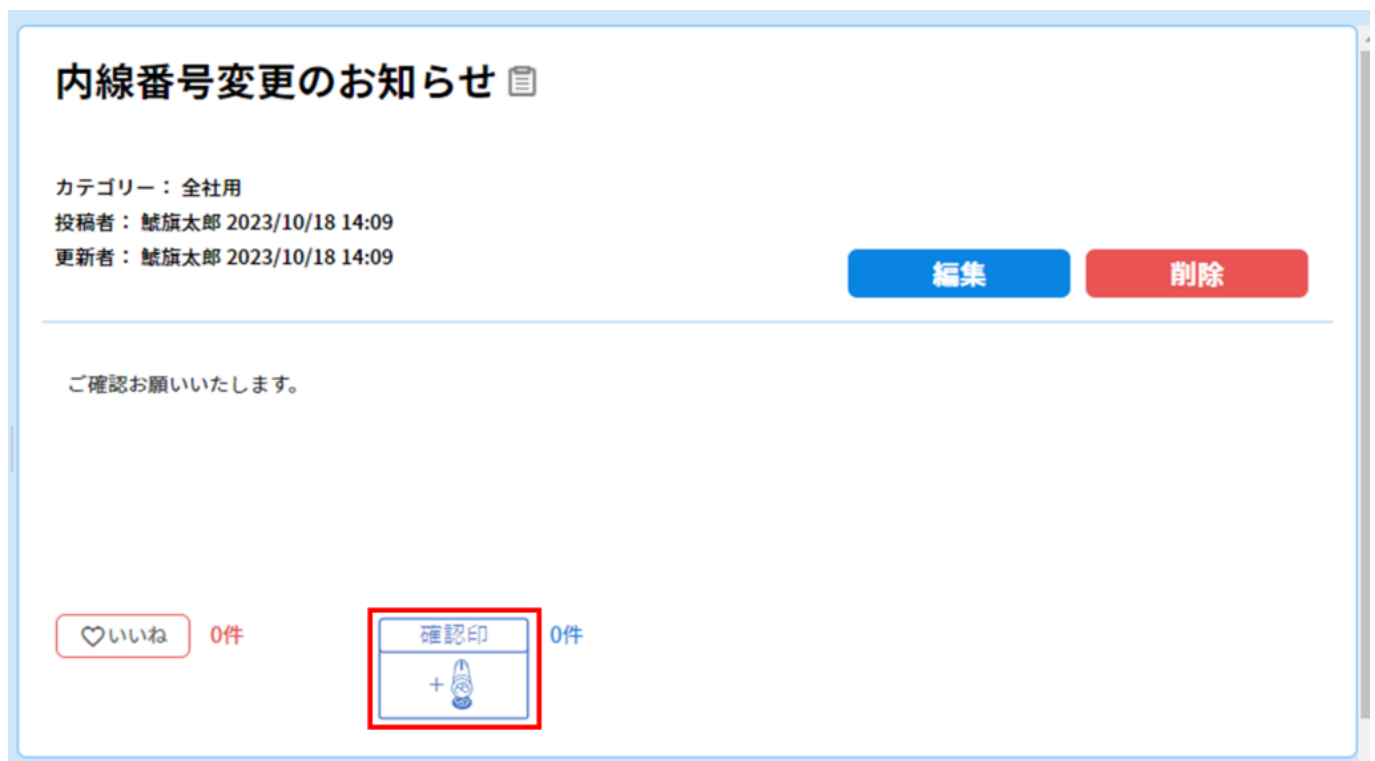 内線番号変更のお知らせ
カテゴリー： 全社用
投稿者： 鯱旗太郎 2023/10/18 14:09
更新者： 鯱旗太郎 2023/10/18 14:09
編集 削除
ご確認お願いいたします。
♡いいね 0件 確認印 0件
+